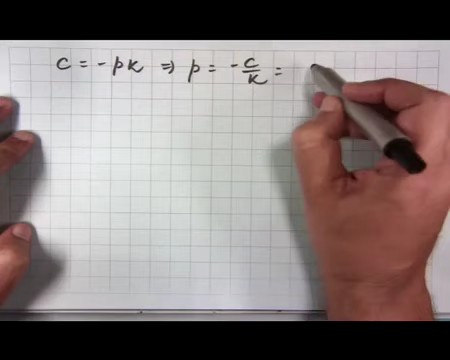 c = -pk ⇒ p = -c/k =